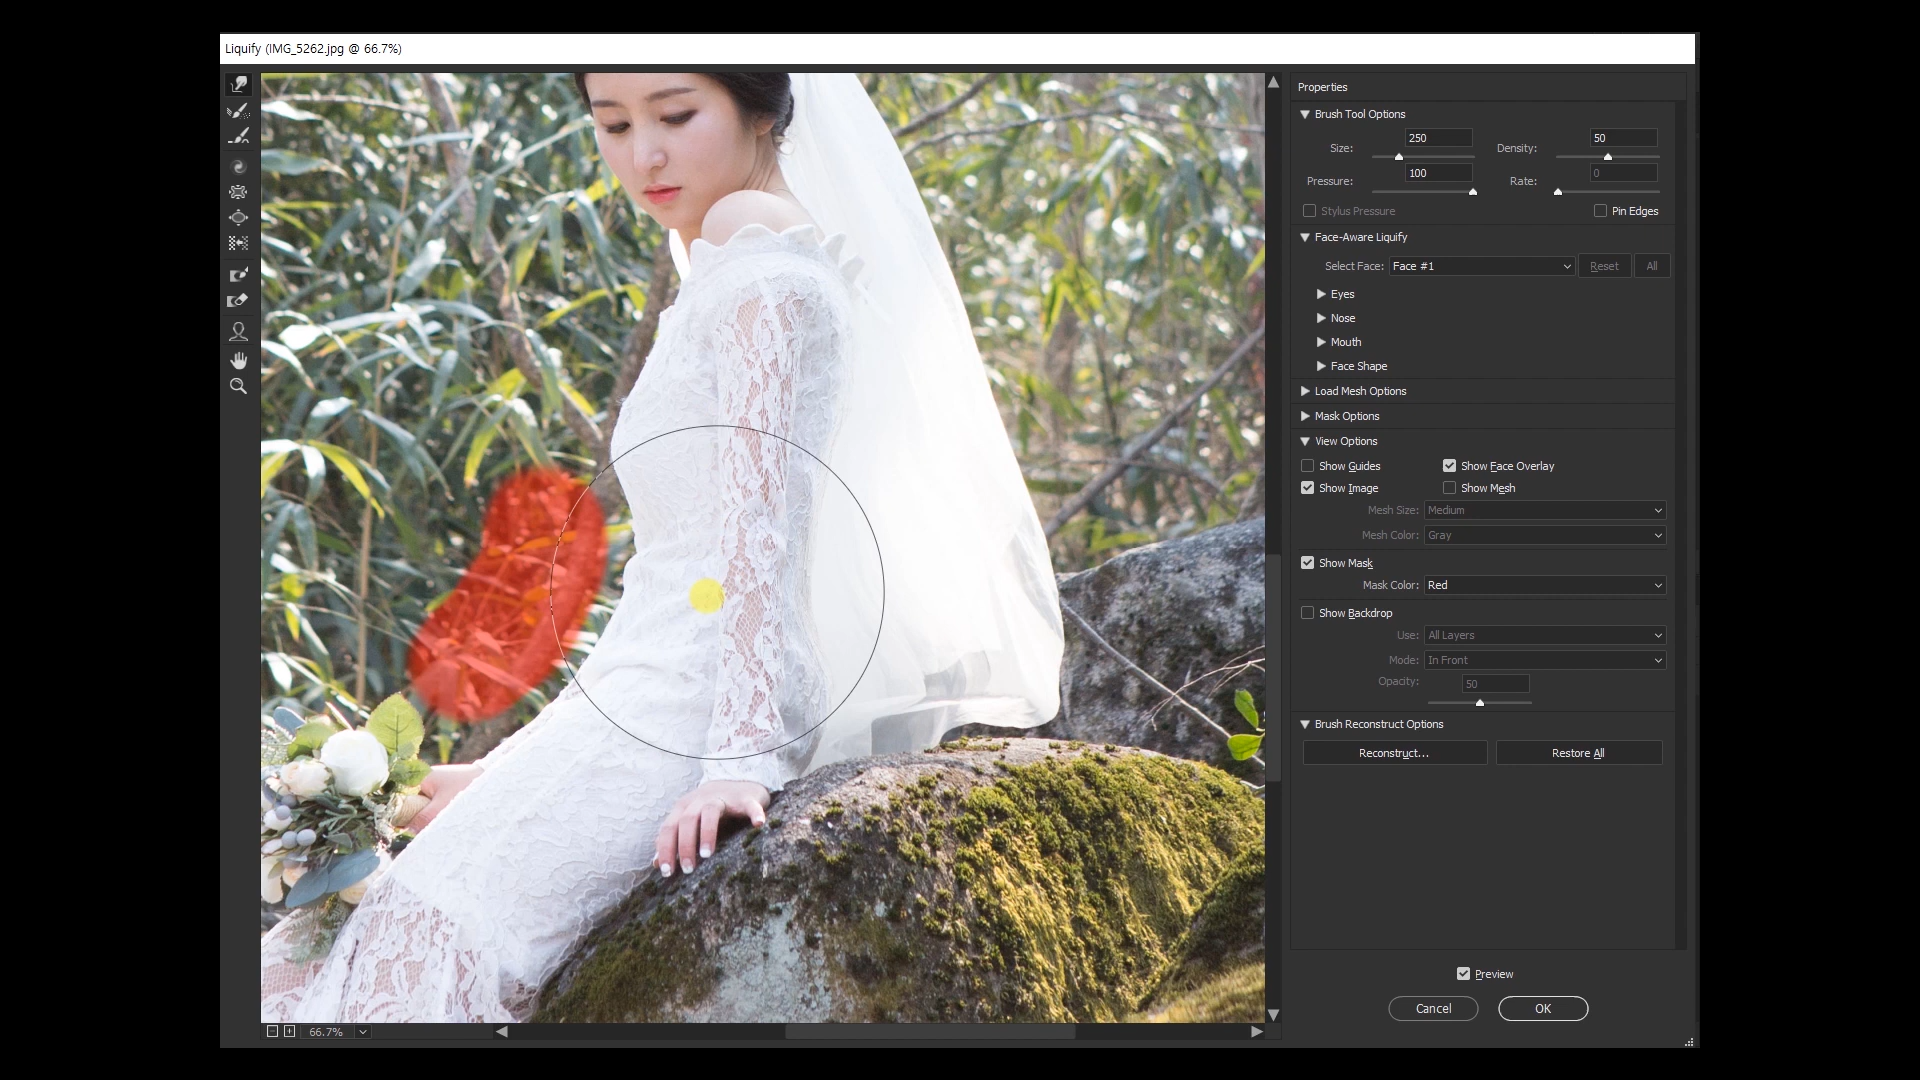 Liquify (IMG_5262.jpg @ 66.7%)
Properties
Brush Tool Options
Size: 250 Density: 50
Pressure: 100 Rate: 0
Stylus Pressure Pin Edges
Face-Aware Liquify
Select Face: Face #1 Reset All
Eyes
Nose
Mouth
Face Shape
Load Mesh Options
Mask Options
View Options
Show Guides Show Face Overlay
Show Image Show Mesh
Mesh Size: Medium
Mesh Color: Gray
Show Mask
Mask Color: Red
Show Backdrop
Use: All Layers
Mode: In Front
Opacity: 50
Brush Reconstruct Options
Reconstruct... Restore All
Preview
Cancel OK
66.7%